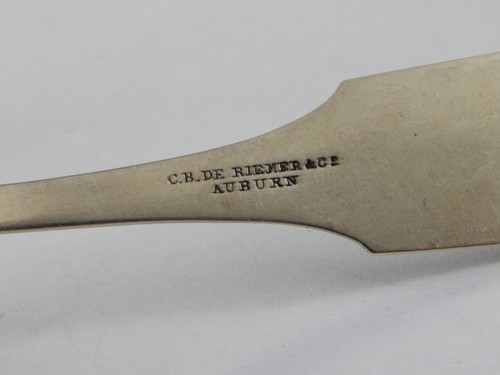 C.B. DE RIEMER & Co
AUBURN